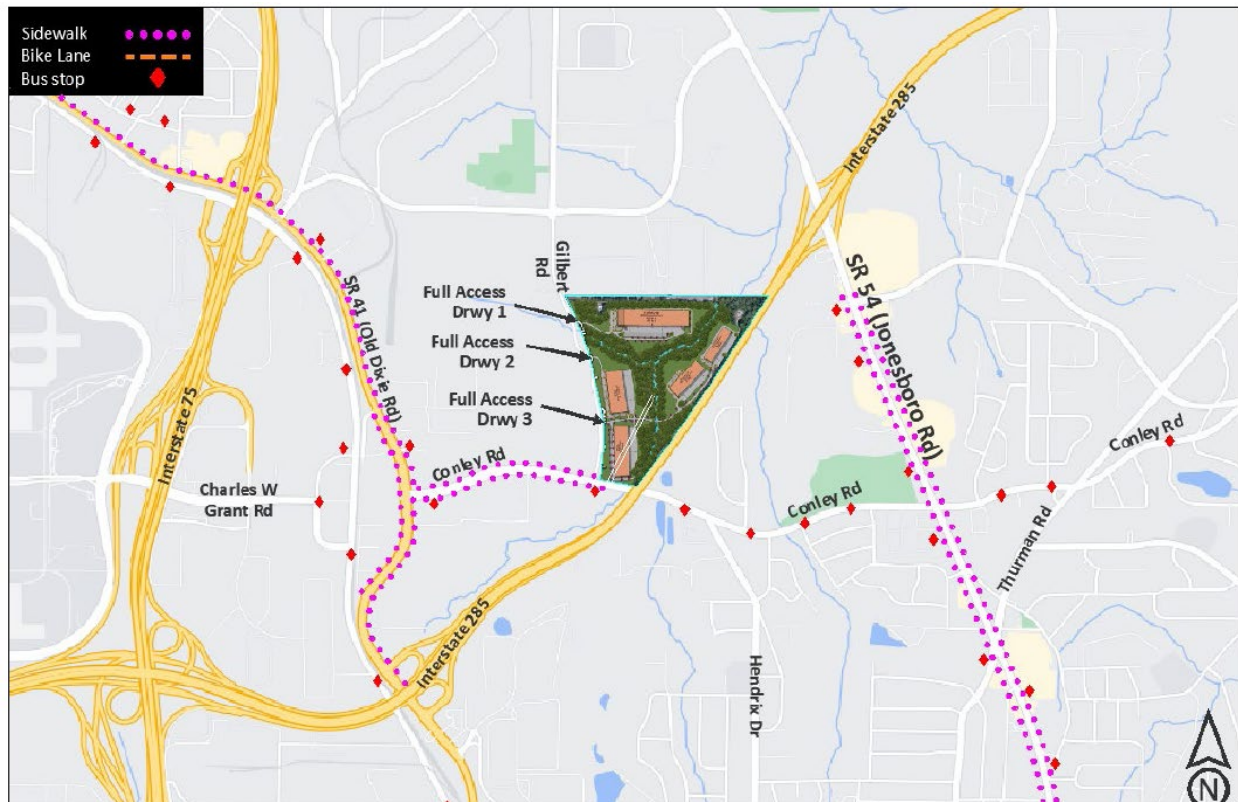 Sidewalk
Bike Lane
Bus stop
Interstate 285
Gilbert
Rd
SR 54 (Jonesboro Rd)
Full Access
Drwy 1
SR 41 (Old Dixie Rd)
Full Access
Drwy 2
Interstate 75
Full Access
Drwy 3
Conley Rd
Conley Rd
Charles W
Grant Rd
Conley Rd
Thurman Rd
Interstate 285
Hendrix Dr
N